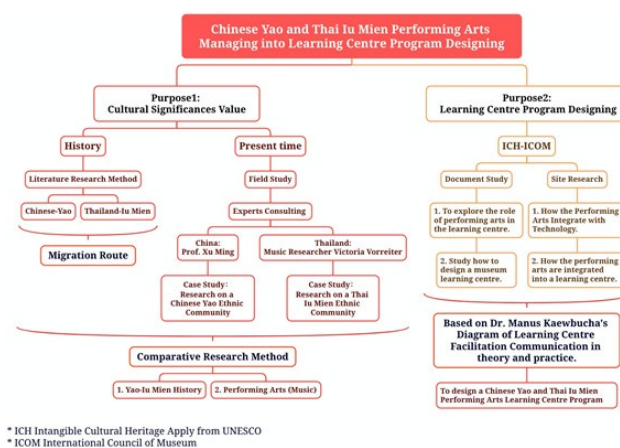 Chinese Yao and Thai Iu Mien Performing Arts
Managing into Learning Centre Program Designing
Purpose1:
Cultural Significances Value
History
Literature Research Method
Chinese-Yao
Thailand-Iu Mien
Migration Route
Present time
Field Study
Experts Consulting
China:
Prof. Xu Ming
Thailand:
Music Researcher Victoria Vorreiter
Case Study:
Research on a
Chinese Yao Ethnic
Community
Case Study:
Research on a Thai
Iu Mien Ethnic
Community
Comparative Research Method
1. Yao-Iu Mien History
2. Performing Arts (Music)
Purpose2:
Learning Centre Program Designing
ICH-ICOM
Document Study
Site Research
1. To explore the role
of performing arts in
the learning centre.
2. Study how to
design a museum
learning centre.
1. How the Performing
Arts Integrate with
Technology.
2. How the performing
arts are integrated
into a learning centre.
Based on Dr. Manus Kaewbucha's
Diagram of Learning Centre
Facilitation Communication in
theory and practice.
To design a Chinese Yao and Thai Iu Mien
Performing Arts Learning Centre Program
* ICH Intangible Cultural Heritage Apply from UNESCO
* ICOM International Council of Museum